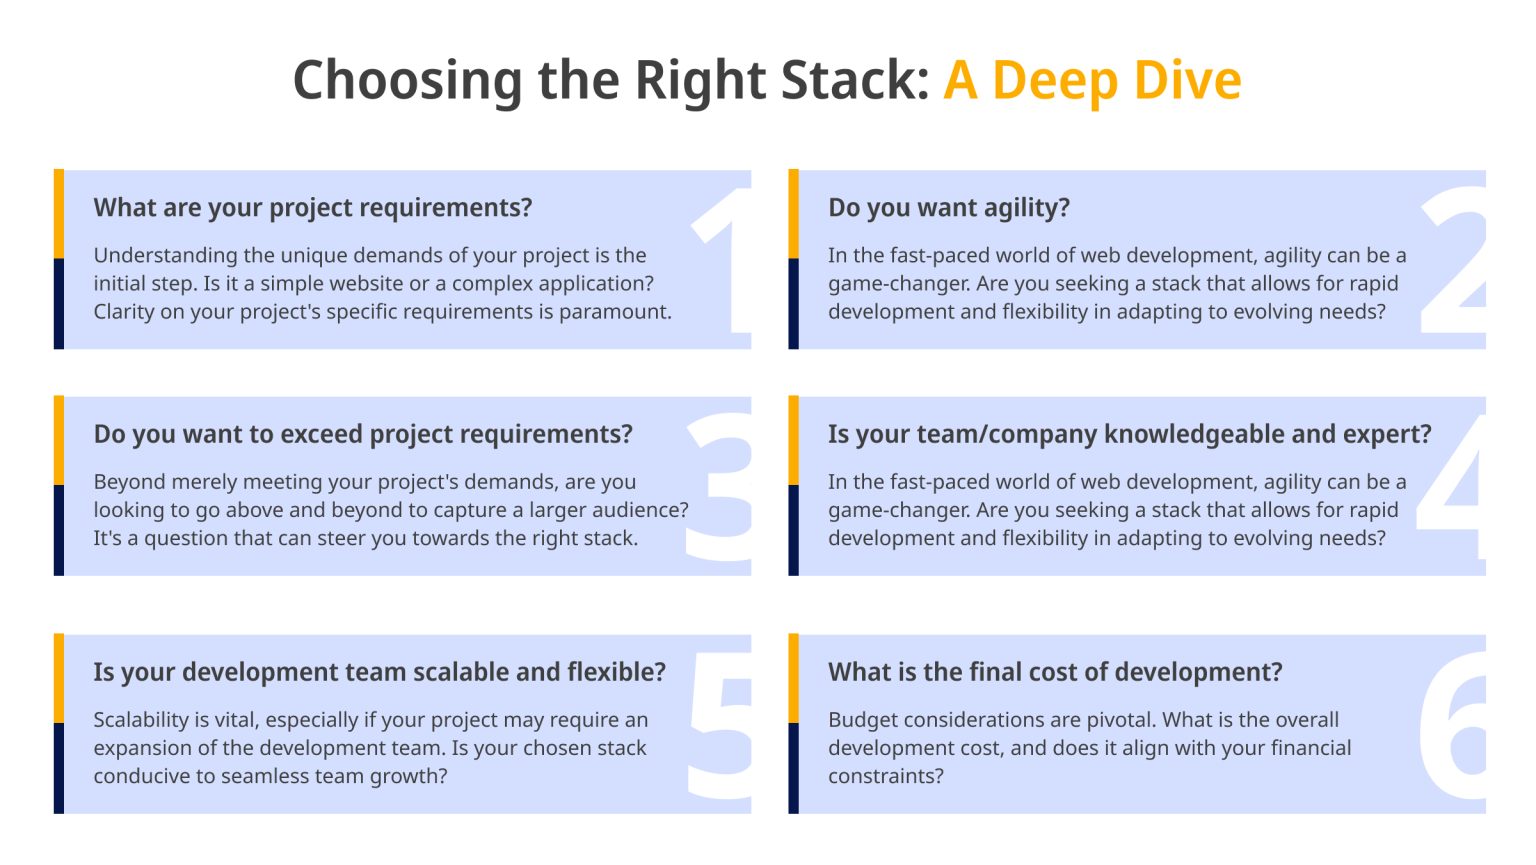 Choosing the Right Stack: A Deep Dive
1
What are your project requirements?
Understanding the unique demands of your project is the
initial step. Is it a simple website or a complex application?
Clarity on your project's specific requirements is paramount.
2
Do you want agility?
In the fast-paced world of web development, agility can be a
game-changer. Are you seeking a stack that allows for rapid
development and flexibility in adapting to evolving needs?
3
Do you want to exceed project requirements?
Beyond merely meeting your project's demands, are you
looking to go above and beyond to capture a larger audience?
It's a question that can steer you towards the right stack.
4
Is your team/company knowledgeable and expert?
In the fast-paced world of web development, agility can be a
game-changer. Are you seeking a stack that allows for rapid
development and flexibility in adapting to evolving needs?
5
Is your development team scalable and flexible?
Scalability is vital, especially if your project may require an
expansion of the development team. Is your chosen stack
conducive to seamless team growth?
6
What is the final cost of development?
Budget considerations are pivotal. What is the overall
development cost, and does it align with your financial
constraints?